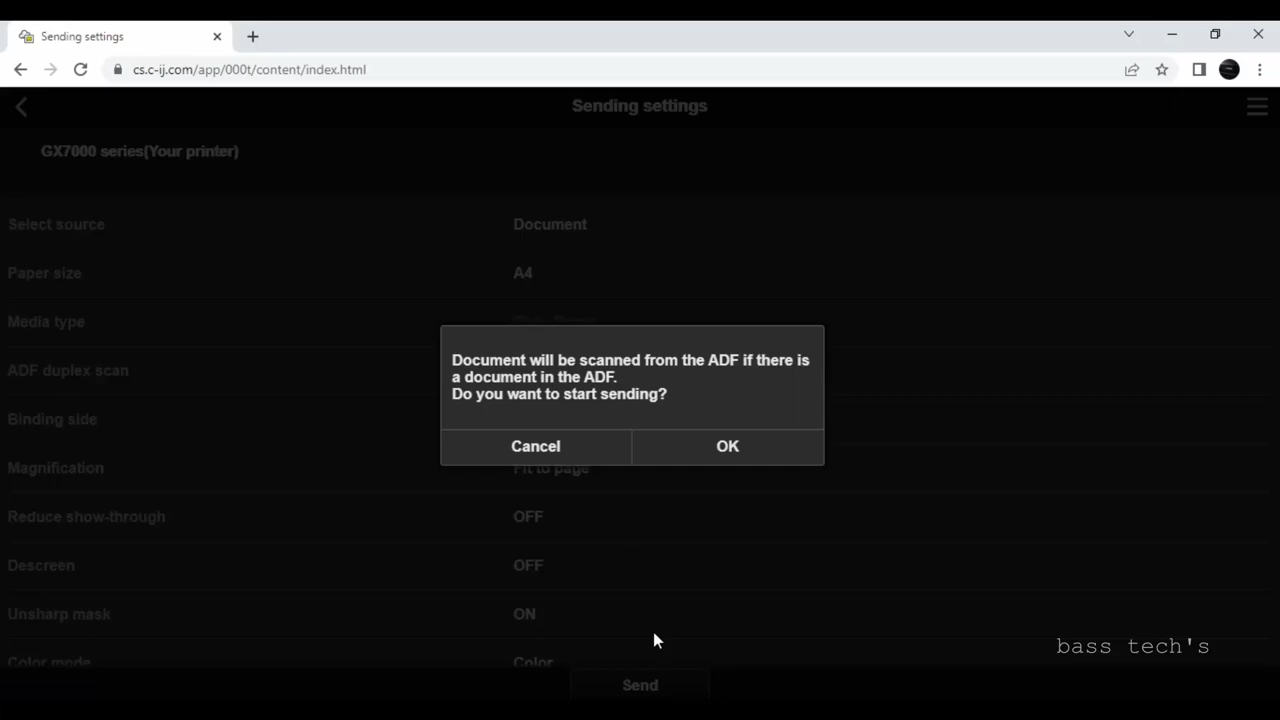 Sending settings
cs.c-ij.com/app/000t/content/index.html
Sending settings
GX7000 series(Your printer)
Select source Document
Paper size A4
Media type
ADF duplex scan
Binding side
Document will be scanned from the ADF if there is
a document in the ADF.
Do you want to start sending?
Cancel OK
Magnification Fit to page
Reduce show-through OFF
Descreen OFF
Unsharp mask ON
bass tech's
Color mode Color
Send